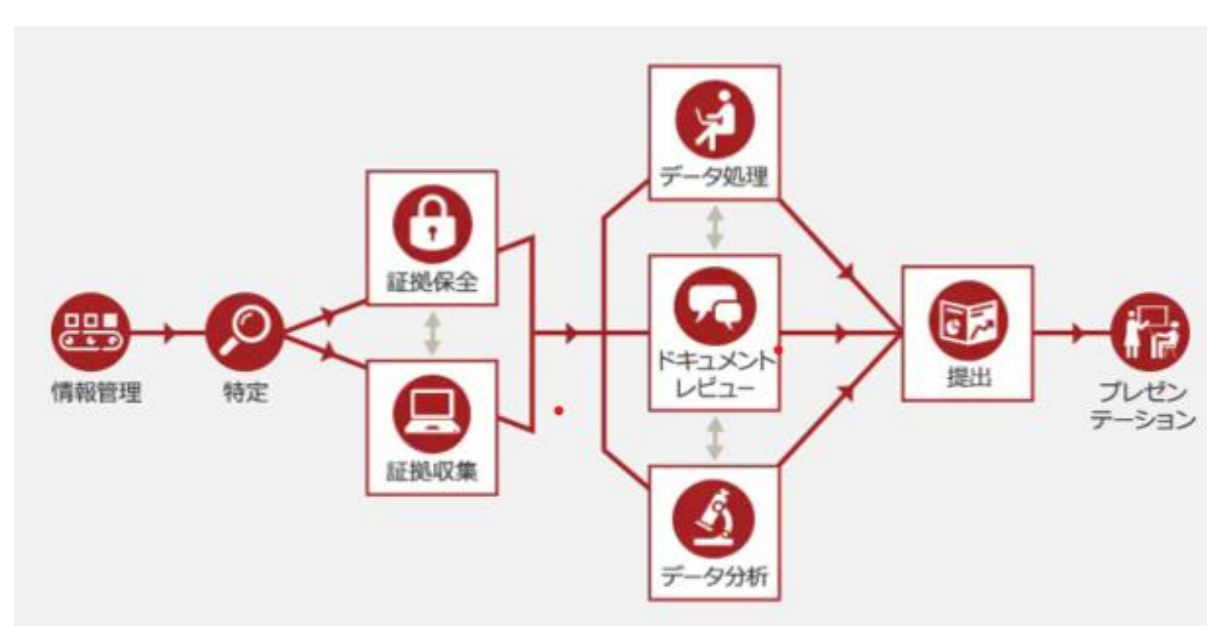 情報管理
特定
証拠保全
証拠収集
データ処理
ドキュメント
レビュー
データ分析
提出
プレゼン
テーション